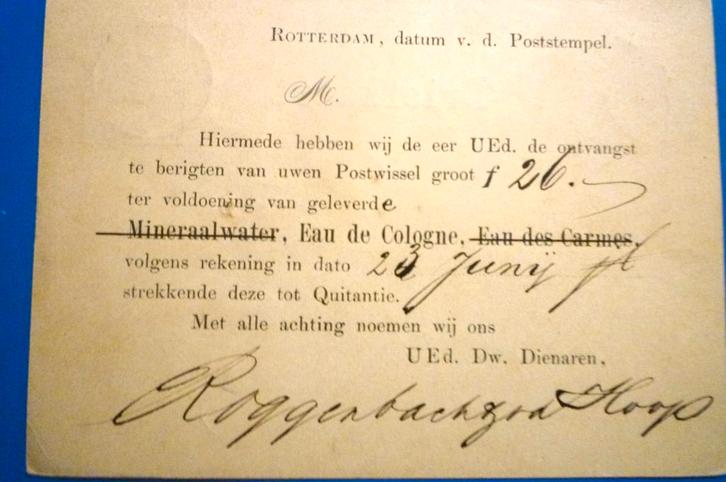 Rotterdam, datum v. d. Poststempel.
M.
Hiermede hebben wij de eer UEd. de ontvangst
te berigten van uwen Postwissel groot f 26.
ter voldoening van geleverde
Mineraalwater, Eau de Cologne, Eau des Carmes,
volgens rekening in dato 23 Junij
strekkende deze tot Quitantie.
Met alle achting noemen wij ons
UEd. Dw. Dienaren,
Hoop